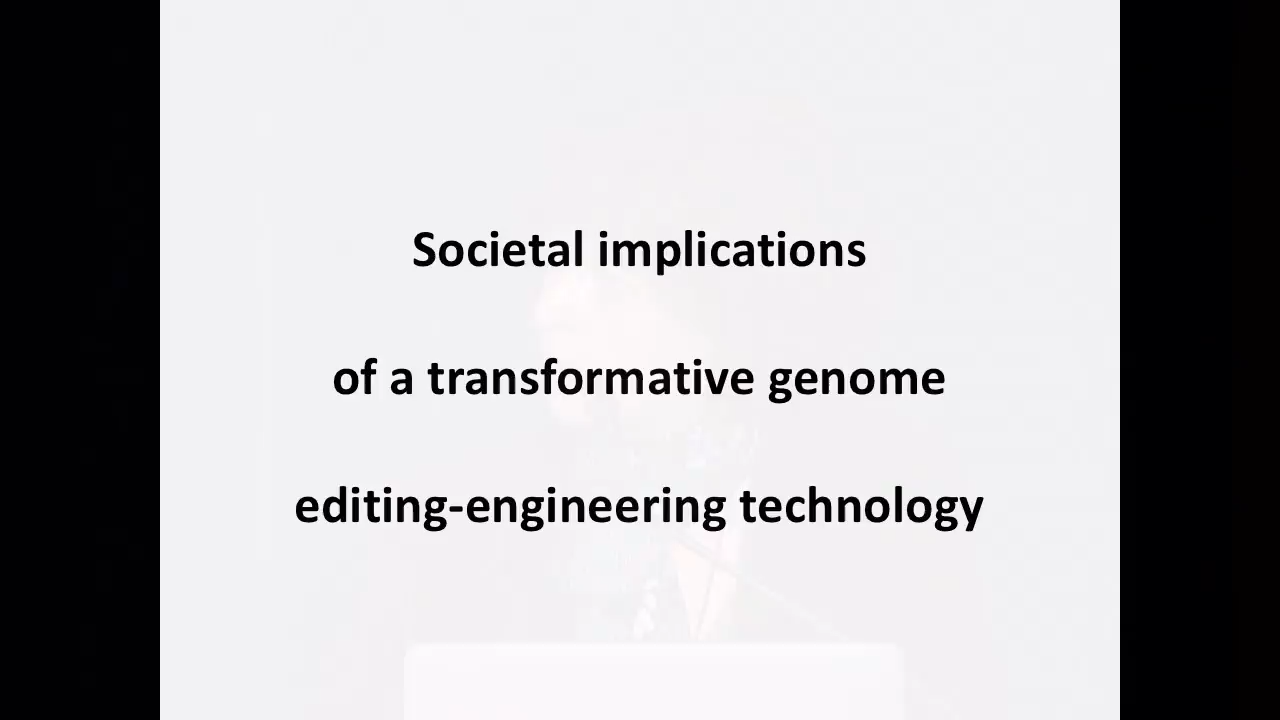 Societal implications
of a transformative genome
editing-engineering technology